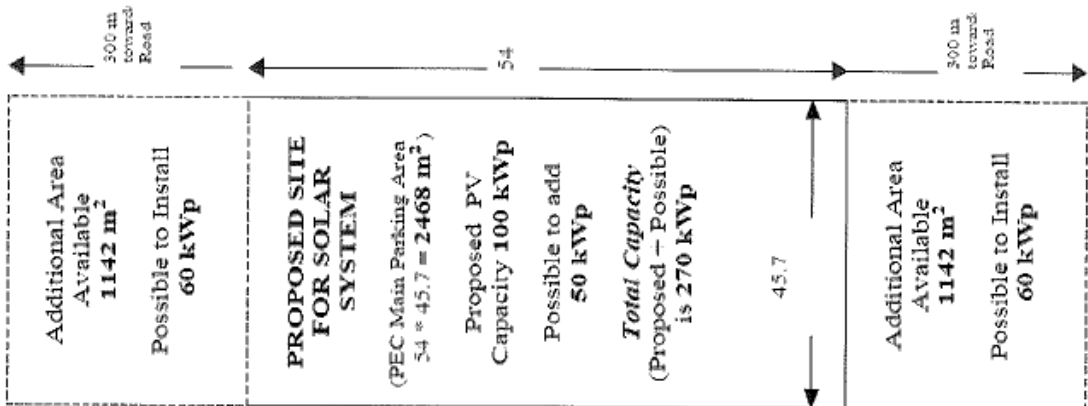 300 m
toward
Road
Additional Area
Available
1142 m²
Possible to Install
60 kWp
54
PROPOSED SITE
FOR SOLAR
SYSTEM
(PEC Main Parking Area
54 * 45.7 = 2468 m²)
Proposed PV
Capacity 100 kWp
Possible to add
50 kWp
Total Capacity
(Proposed + Possible)
is 270 kWp
45.7
300 m
toward
Road
Additional Area
Available
1142 m²
Possible to Install
60 kWp